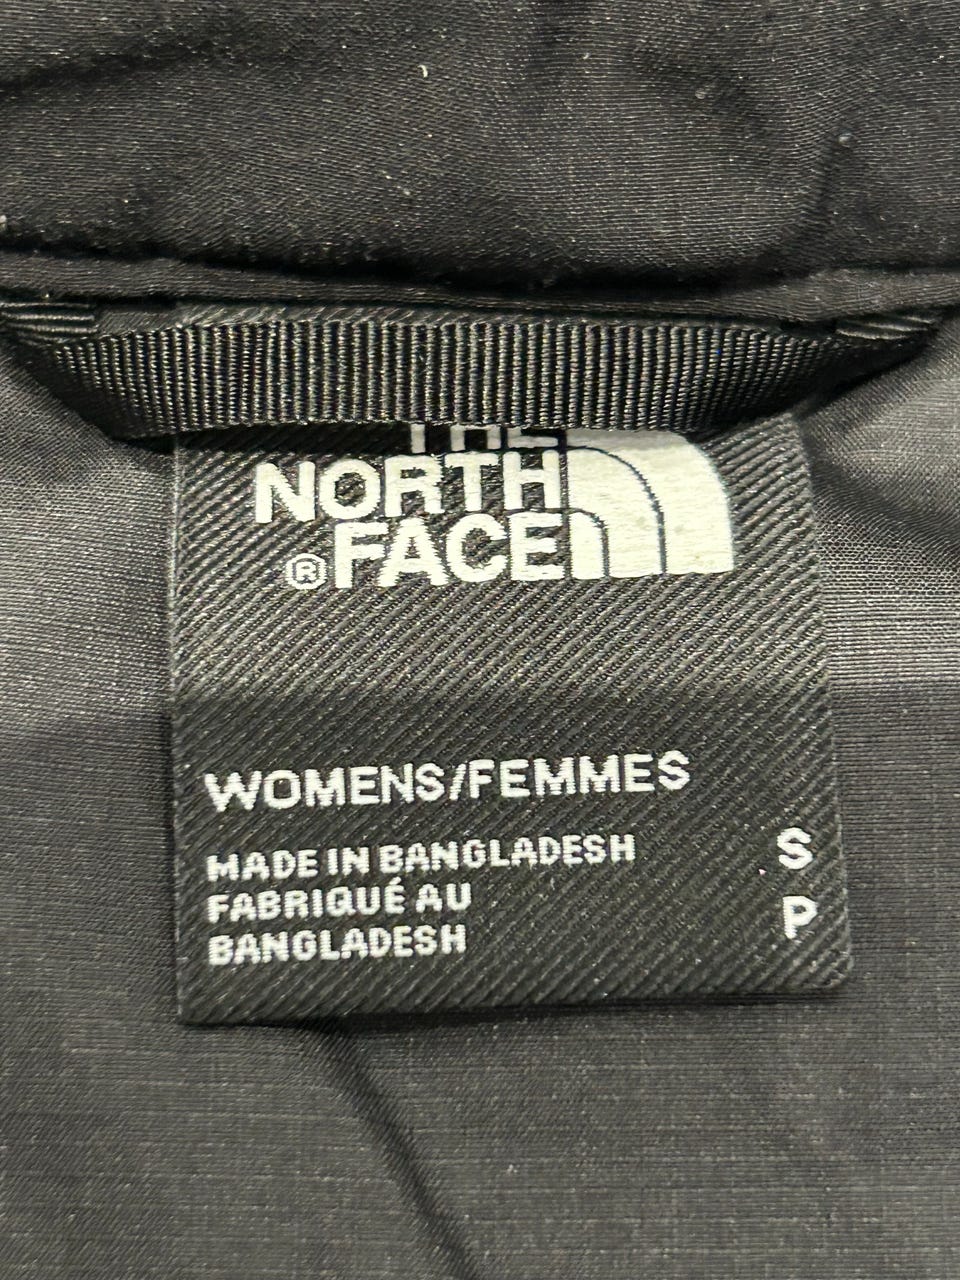 THE
NORTH
®FACE
WOMENS/FEMMES
MADE IN BANGLADESH
FABRIQUÉ AU
BANGLADESH
S
P